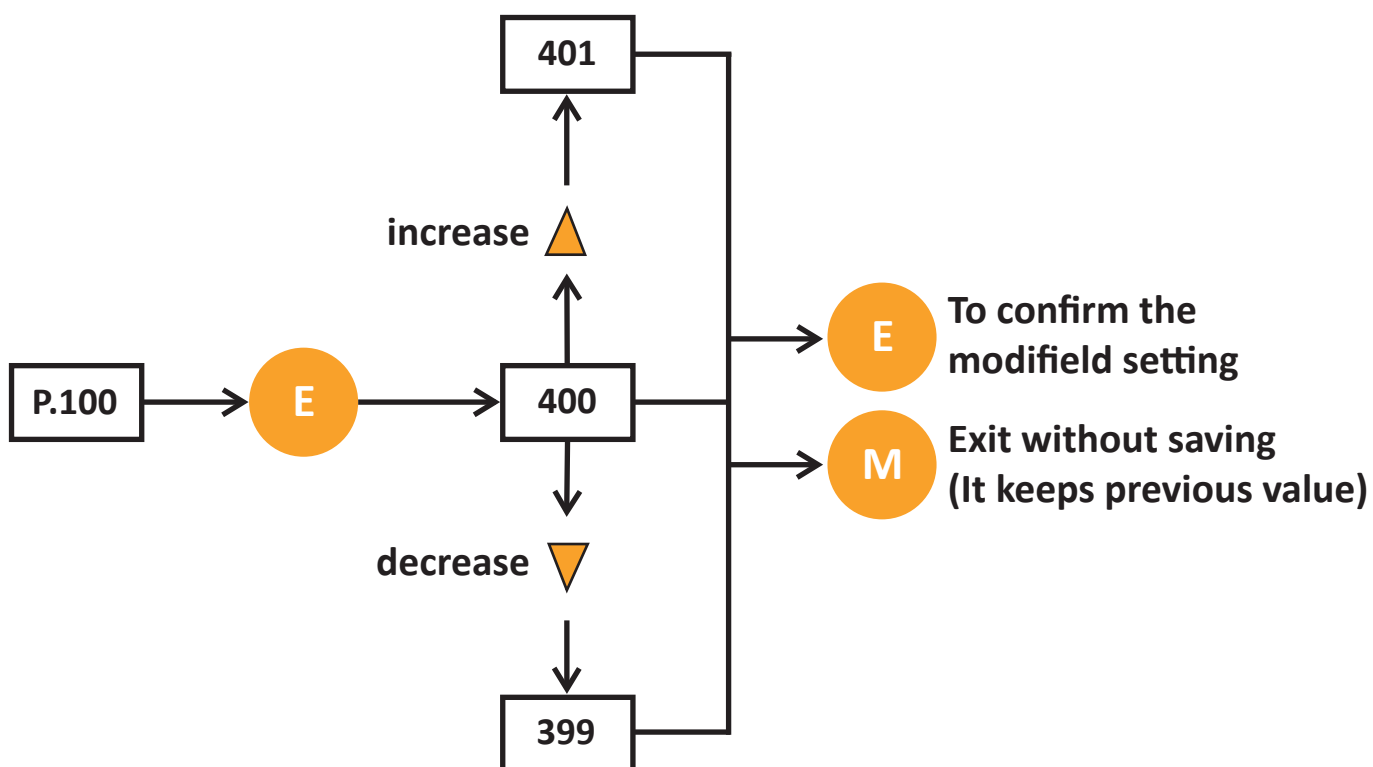 401
increase
P.100
E
400
E
To confirm the
modifield setting
M
Exit without saving
(It keeps previous value)
decrease
399